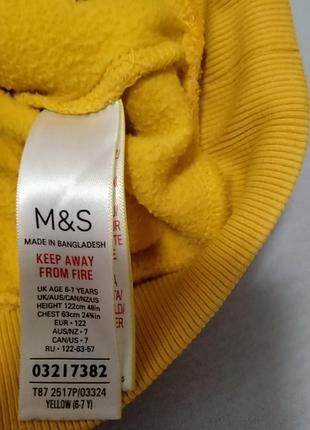 M&S
MADE IN BANGLADESH
KEEP AWAY
FROM FIRE
UK AGE 6-7 YEARS
UK/AUS/CAN/NZ/US
HEIGHT 122cm 48in
CHEST 63cm 24¾in
EUR • 122
AUS/NZ • 7
CAN/US • 7
RU • 122-63-57
03217382
T87 2517P/03324
YELLOW (6-7 Y)